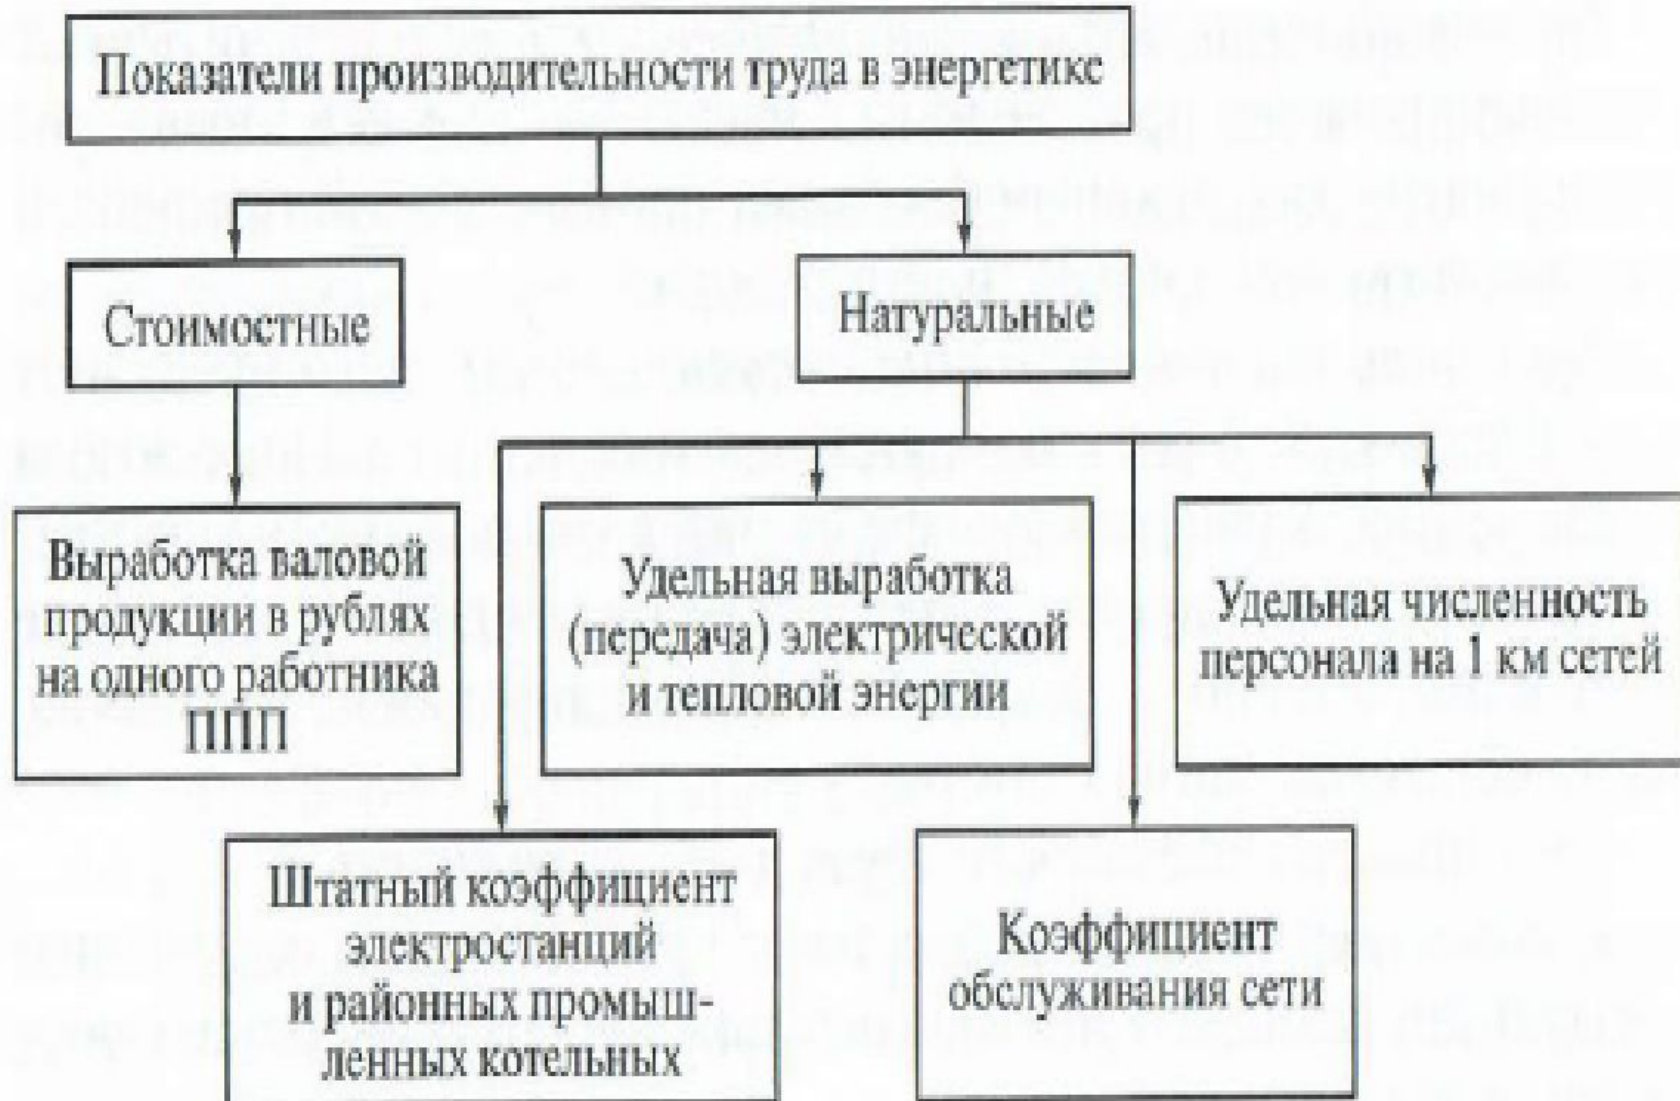 Показатели производительности труда в энергетике
Стоимостные
Натуральные
Выработка валовой
продукции в рублях
на одного работника
ППП
Удельная выработка
(передача) электрической
и тепловой энергии
Удельная численность
персонала на 1 км сетей
Штатный коэффициент
электростанций
и районных промыш-
ленных котельных
Коэффициент
обслуживания сети